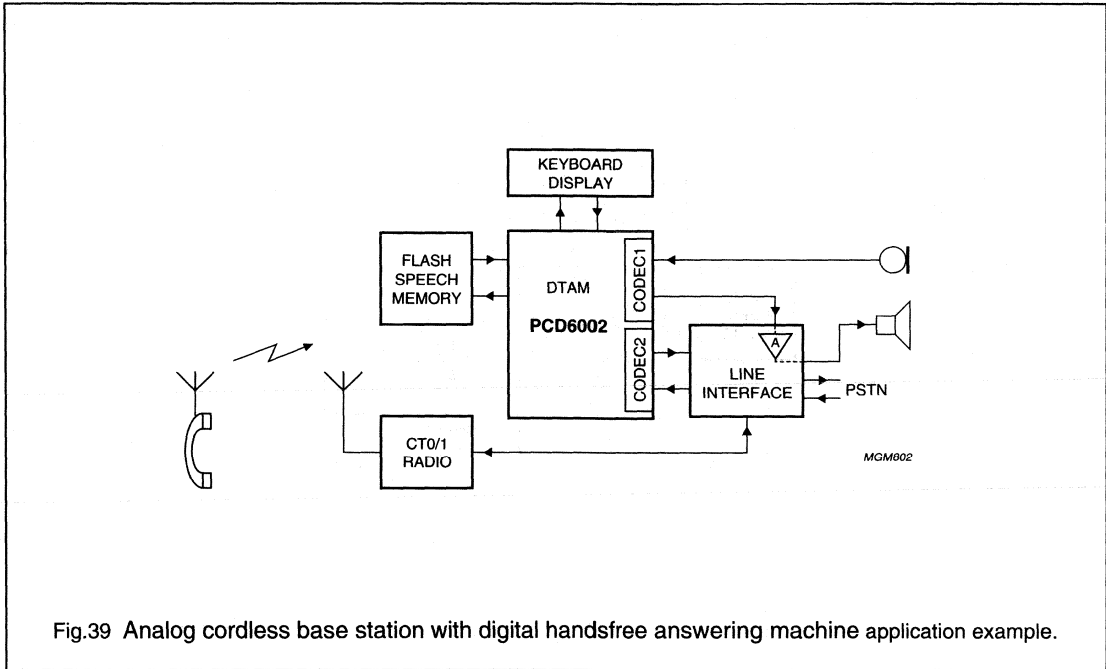 KEYBOARD
DISPLAY
FLASH
SPEECH
MEMORY
DTAM
PCD6002
CODEC1
CODEC2
A
LINE
INTERFACE
PSTN
CT0/1
RADIO
MGM802
Fig.39 Analog cordless base station with digital handsfree answering machine application example.